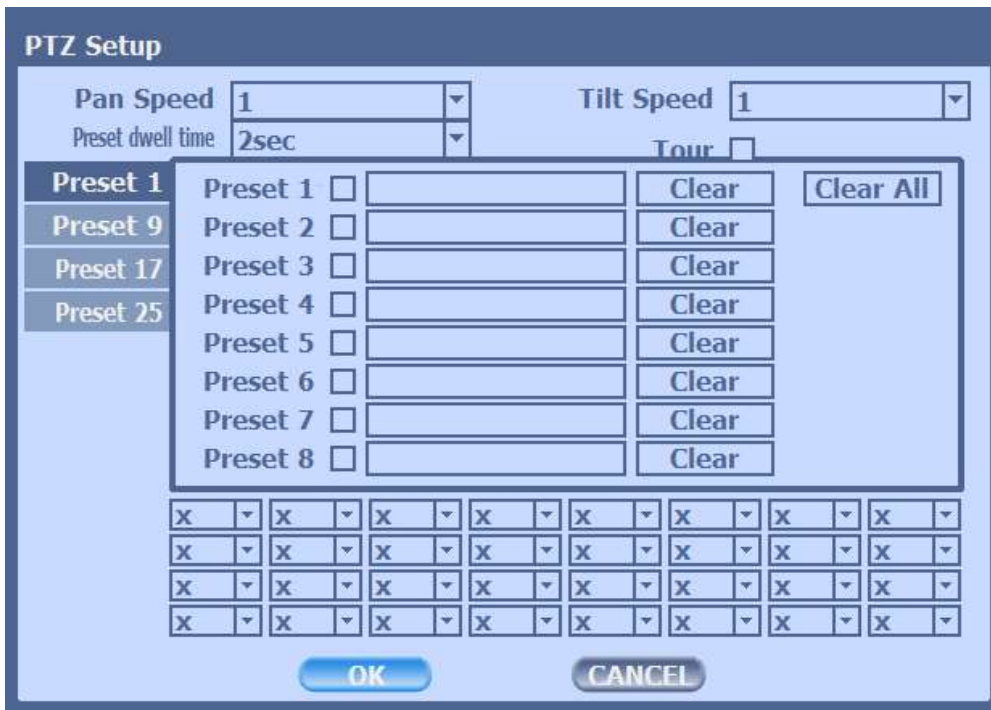 PTZ Setup
Pan Speed 1 Tilt Speed 1
Preset dwell time 2sec Tour
Preset 1
Preset 9
Preset 17
Preset 25
Preset 1 Clear Clear All
Preset 2 Clear
Preset 3 Clear
Preset 4 Clear
Preset 5 Clear
Preset 6 Clear
Preset 7 Clear
Preset 8 Clear
x x x x x x x x
x x x x x x x x
x x x x x x x x
x x x x x x x x
OK CANCEL